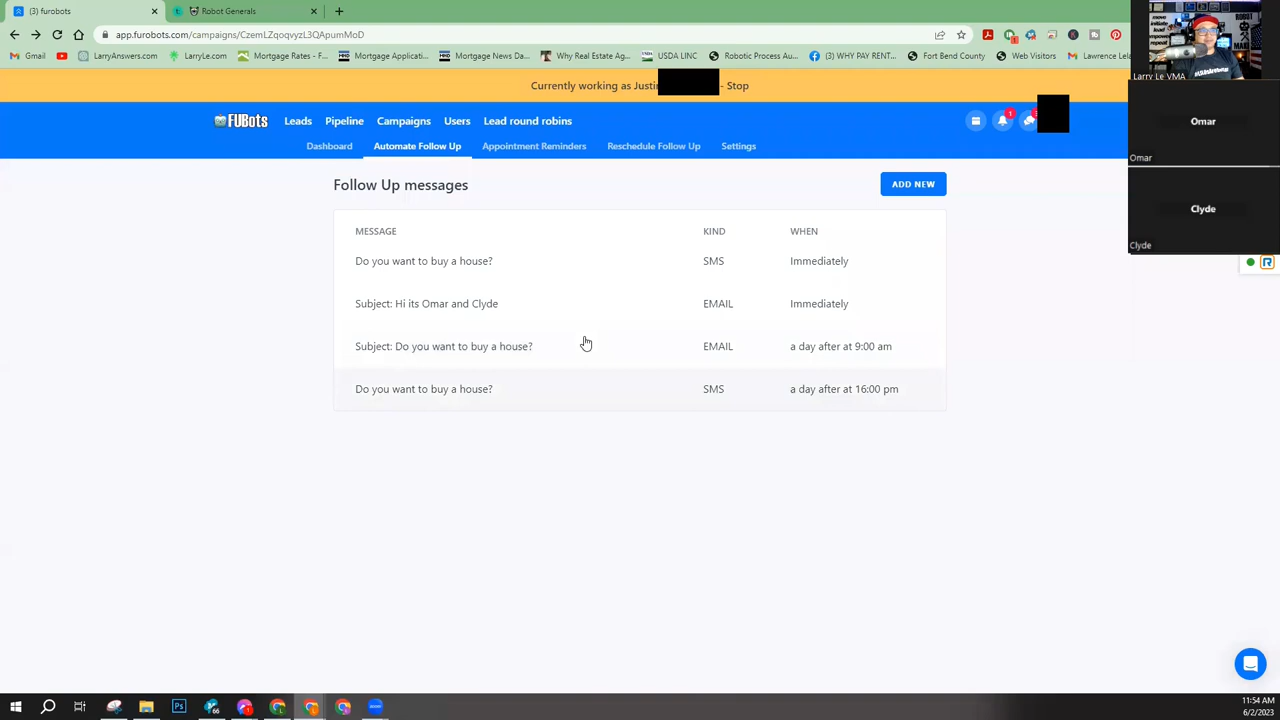 (3) furobots
Robot Generals
app.furobots.com/campaigns/CzemLZqoqvyzL3QApumMoD
Gmail
LarryAnswers.com
LarryLe.com
Mortgage Rates - F...
Mortgage Applicati...
Mortgage News Da...
Why Real Estate Ag...
USDA LINC
Robotic Process Au...
(3) WHY PAY RENT...
Fort Bend County
Web Visitors
Lawrence Le
Larry Le VMA
Currently working as Justin - Stop
FUBots
Leads
Pipeline
Campaigns
Users
Lead round robins
1
Omar
Omar
Dashboard
Automate Follow Up
Appointment Reminders
Reschedule Follow Up
Settings
Follow Up messages
ADD NEW
Clyde
Clyde
MESSAGE KIND WHEN
Do you want to buy a house? SMS Immediately
Subject: Hi its Omar and Clyde EMAIL Immediately
Subject: Do you want to buy a house? EMAIL a day after at 9:00 am
Do you want to buy a house? SMS a day after at 16:00 pm
11:54 AM
6/2/2023